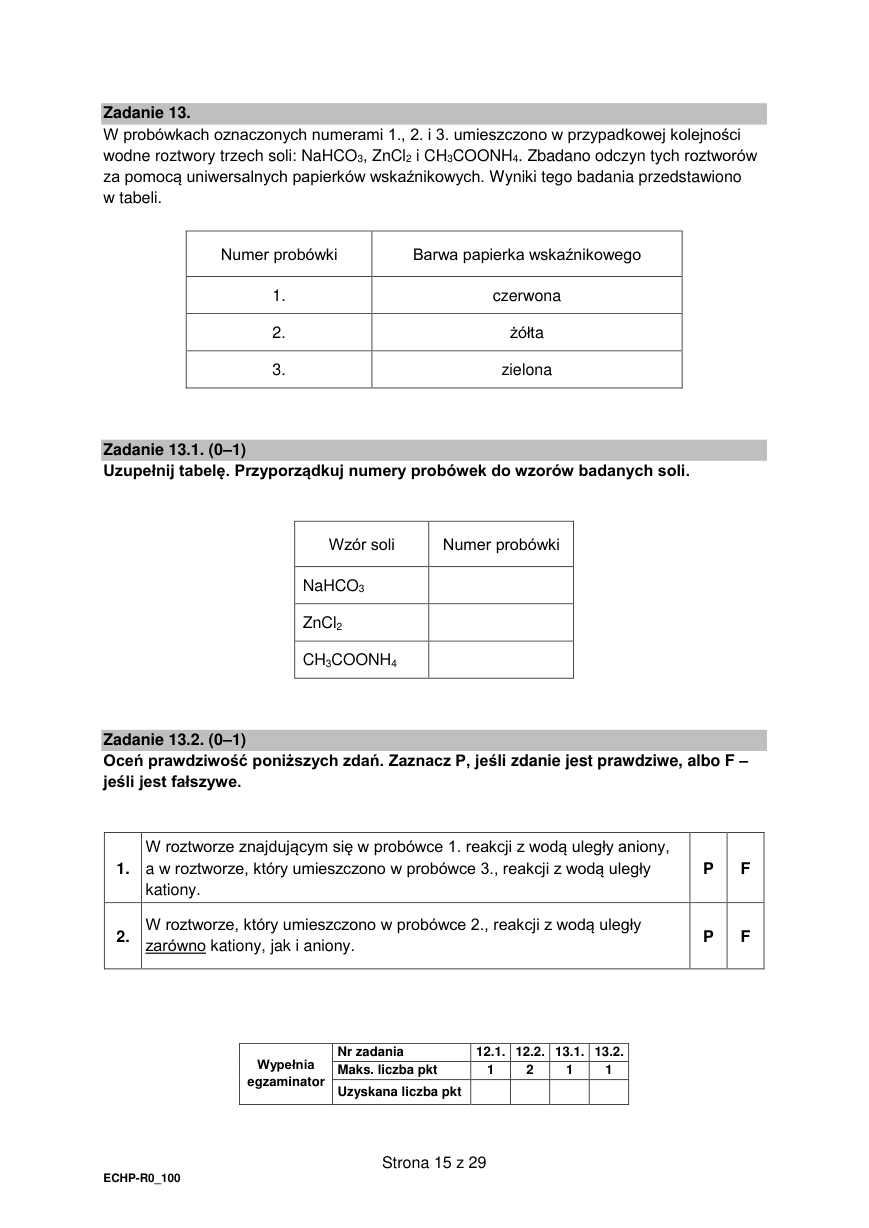 Zadanie 13.
W probówkach oznaczonych numerami 1., 2. i 3. umieszczono w przypadkowej kolejności
wodne roztwory trzech soli: NaHCO₃, ZnCl₂ i CH₃COONH₄. Zbadano odczyn tych roztworów
za pomocą uniwersalnych papierków wskaźnikowych. Wyniki tego badania przedstawiono
w tabeli.
Numer probówki Barwa papierka wskaźnikowego
1. czerwona
2. żółta
3. zielona
Zadanie 13.1. (0–1)
Uzupełnij tabelę. Przyporządkuj numery probówek do wzorów badanych soli.
Wzór soli Numer probówki
NaHCO₃
ZnCl₂
CH₃COONH₄
Zadanie 13.2. (0–1)
Oceń prawdziwość poniższych zdań. Zaznacz P, jeśli zdanie jest prawdziwe, albo F –
jeśli jest fałszywe.
W roztworze znajdującym się w probówce 1. reakcji z wodą uległy aniony,
1. a w roztworze, który umieszczono w probówce 3., reakcji z wodą uległy P F
kationy.
2. W roztworze, który umieszczono w probówce 2., reakcji z wodą uległy P F
zarówno kationy, jak i aniony.
Wypełnia
egzaminator
Nr zadania 12.1. 12.2. 13.1. 13.2.
Maks. liczba pkt 1 2 1 1
Uzyskana liczba pkt
Strona 15 z 29
ECHP-R0_100